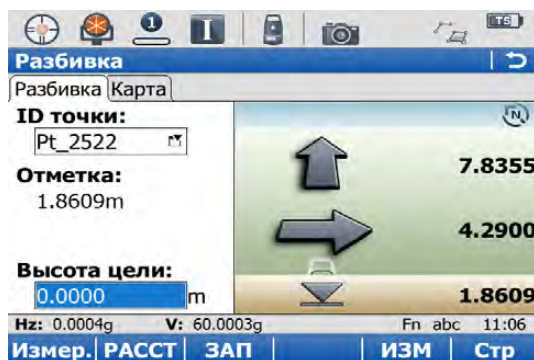 1 I TS
Разбивка
Разбивка Карта
ID точки:
Pt_2522
Отметка:
1.8609m
Высота цели:
0.0000 m
N
7.8355
4.2900
1.8609
Hz: 0.0004g V: 60.0003g Fn abc 11:06
Измер. РАССТ ЗАП ИЗМ Стр